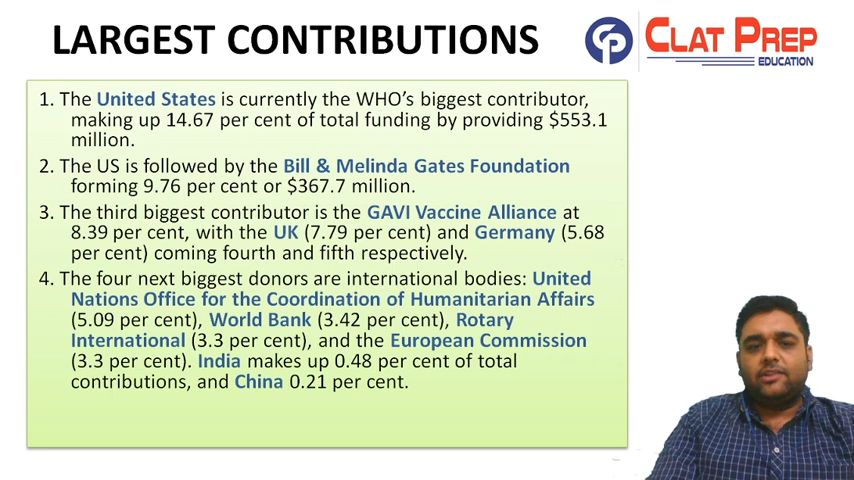 LARGEST CONTRIBUTIONS
CP
CLAT PREP
EDUCATION
1. The United States is currently the WHO's biggest contributor,
making up 14.67 per cent of total funding by providing $553.1
million.
2. The US is followed by the Bill & Melinda Gates Foundation
forming 9.76 per cent or $367.7 million.
3. The third biggest contributor is the GAVI Vaccine Alliance at
8.39 per cent, with the UK (7.79 per cent) and Germany (5.68
per cent) coming fourth and fifth respectively.
4. The four next biggest donors are international bodies: United
Nations Office for the Coordination of Humanitarian Affairs
(5.09 per cent), World Bank (3.42 per cent), Rotary
International (3.3 per cent), and the European Commission
(3.3 per cent). India makes up 0.48 per cent of total
contributions, and China 0.21 per cent.